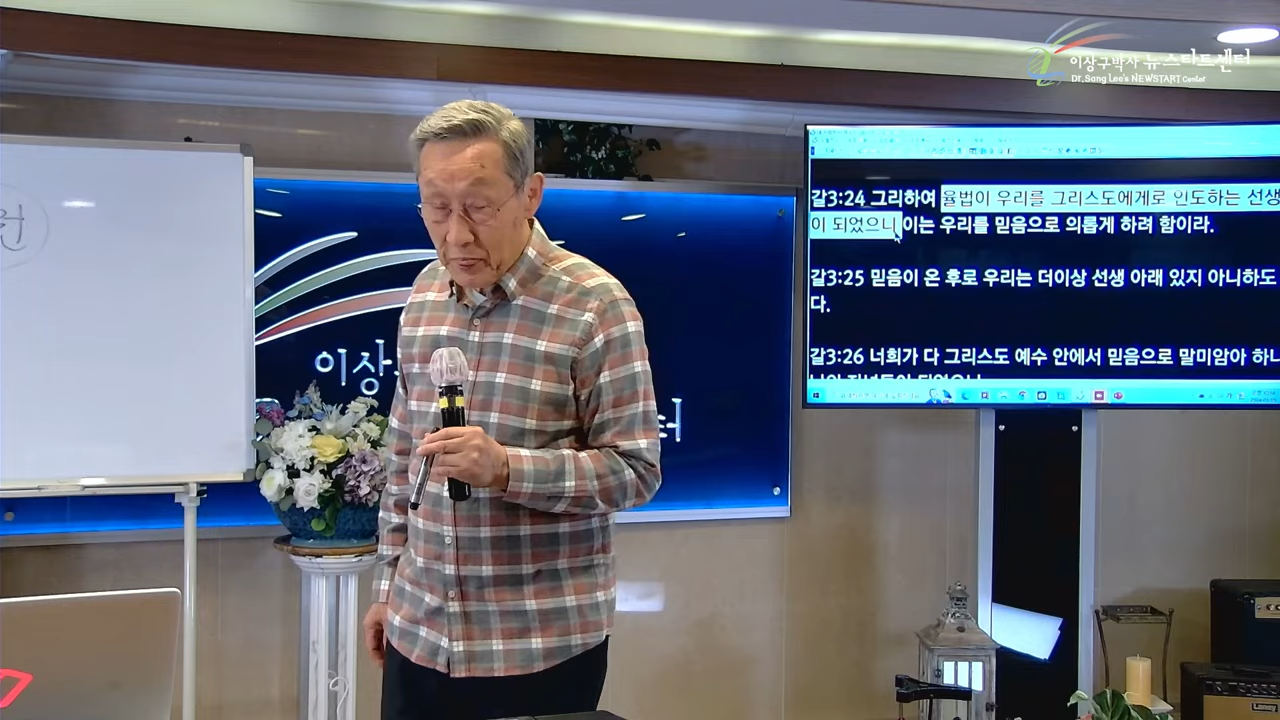 이상구박사 뉴스타트센터
Dr. Sang Lee's NEWSTART Center
원
갈3:24 그리하여 율법이 우리를 그리스도에게로 인도하는 선생
이 되었으니 이는 우리를 믿음으로 의롭게 하려 함이라.
갈3:25 믿음이 온 후로 우리는 더이상 선생 아래 있지 아니하도
다.
갈3:26 너희가 다 그리스도 예수 안에서 믿음으로 말미암아 하나
이상
터
Laney